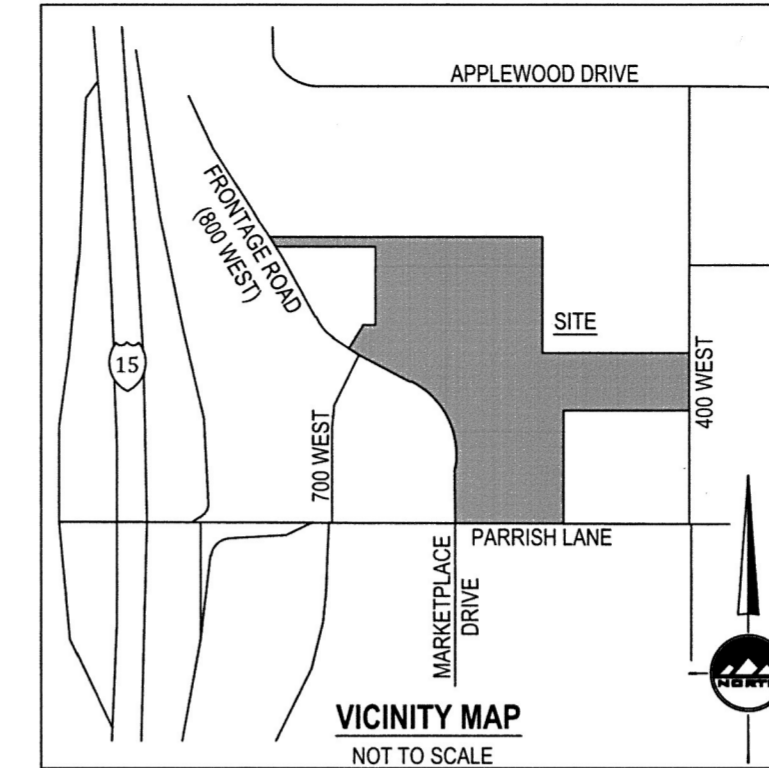 APPLEWOOD DRIVE
FRONTAGE ROAD
(800 WEST)
SITE
15
400 WEST
700 WEST
PARRISH LANE
MARKETPLACE
DRIVE
VICINITY MAP
NOT TO SCALE